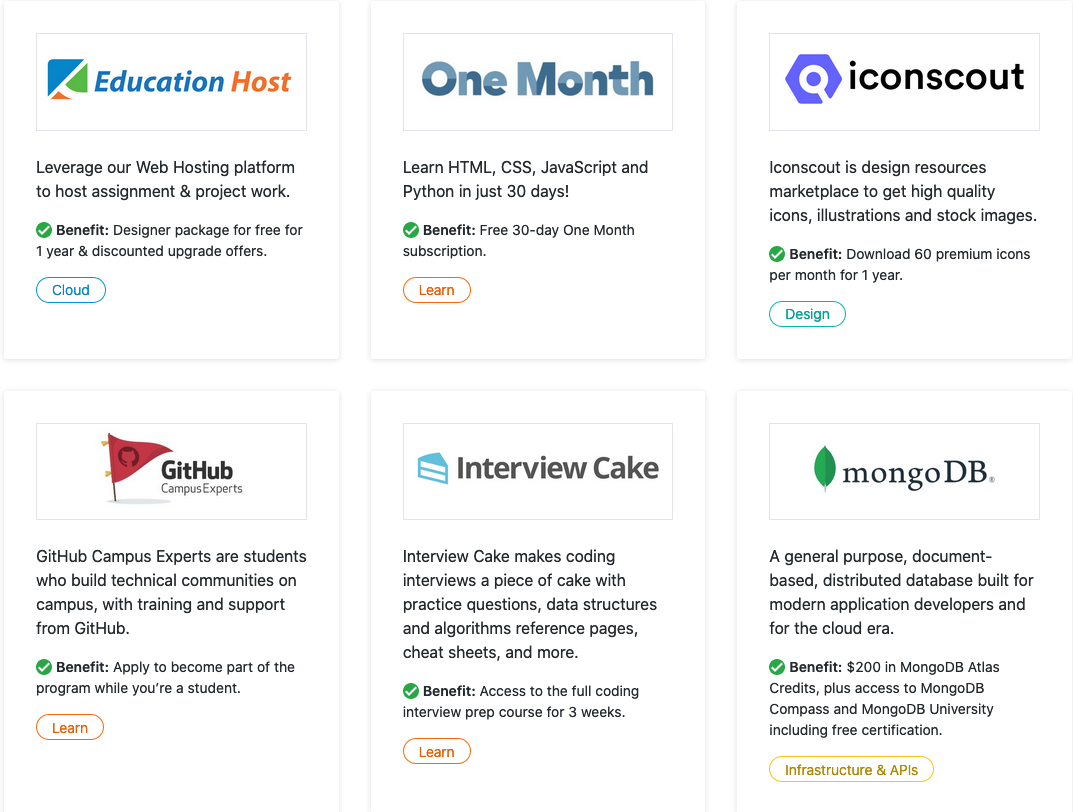 Education Host
Leverage our Web Hosting platform
to host assignment & project work.
Benefit: Designer package for free for
1 year & discounted upgrade offers.
Cloud
One Month
Learn HTML, CSS, JavaScript and
Python in just 30 days!
Benefit: Free 30-day One Month
subscription.
Learn
iconscout
Iconscout is design resources
marketplace to get high quality
icons, illustrations and stock images.
Benefit: Download 60 premium icons
per month for 1 year.
Design
GitHub
Campus Experts
GitHub Campus Experts are students
who build technical communities on
campus, with training and support
from GitHub.
Benefit: Apply to become part of the
program while you’re a student.
Learn
Interview Cake
Interview Cake makes coding
interviews a piece of cake with
practice questions, data structures
and algorithms reference pages,
cheat sheets, and more.
Benefit: Access to the full coding
interview prep course for 3 weeks.
Learn
mongoDB®
A general purpose, document-
based, distributed database built for
modern application developers and
for the cloud era.
Benefit: $200 in MongoDB Atlas
Credits, plus access to MongoDB
Compass and MongoDB University
including free certification.
Infrastructure & APIs